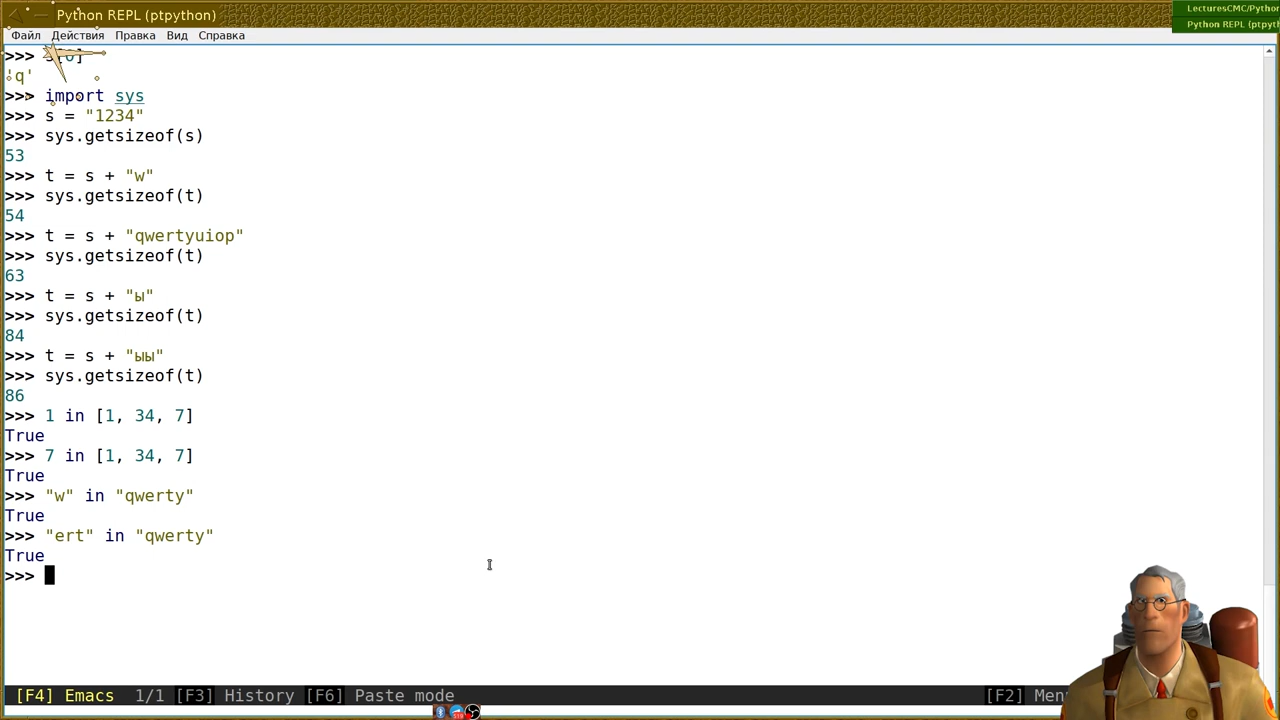 Python REPL (ptpython)
LecturesCMC/Python
Python REPL (ptpyth
Файл Действия Правка Вид Справка
>>> s[0]
'q'
>>> import sys
>>> s = "1234"
>>> sys.getsizeof(s)
53
>>> t = s + "w"
>>> sys.getsizeof(t)
54
>>> t = s + "qwertyuiop"
>>> sys.getsizeof(t)
63
>>> t = s + "ы"
>>> sys.getsizeof(t)
84
>>> t = s + "ыы"
>>> sys.getsizeof(t)
86
>>> 1 in [1, 34, 7]
True
>>> 7 in [1, 34, 7]
True
>>> "w" in "qwerty"
True
>>> "ert" in "qwerty"
True
>>>
[F4] Emacs 1/1 [F3] History [F6] Paste mode [F2] Men